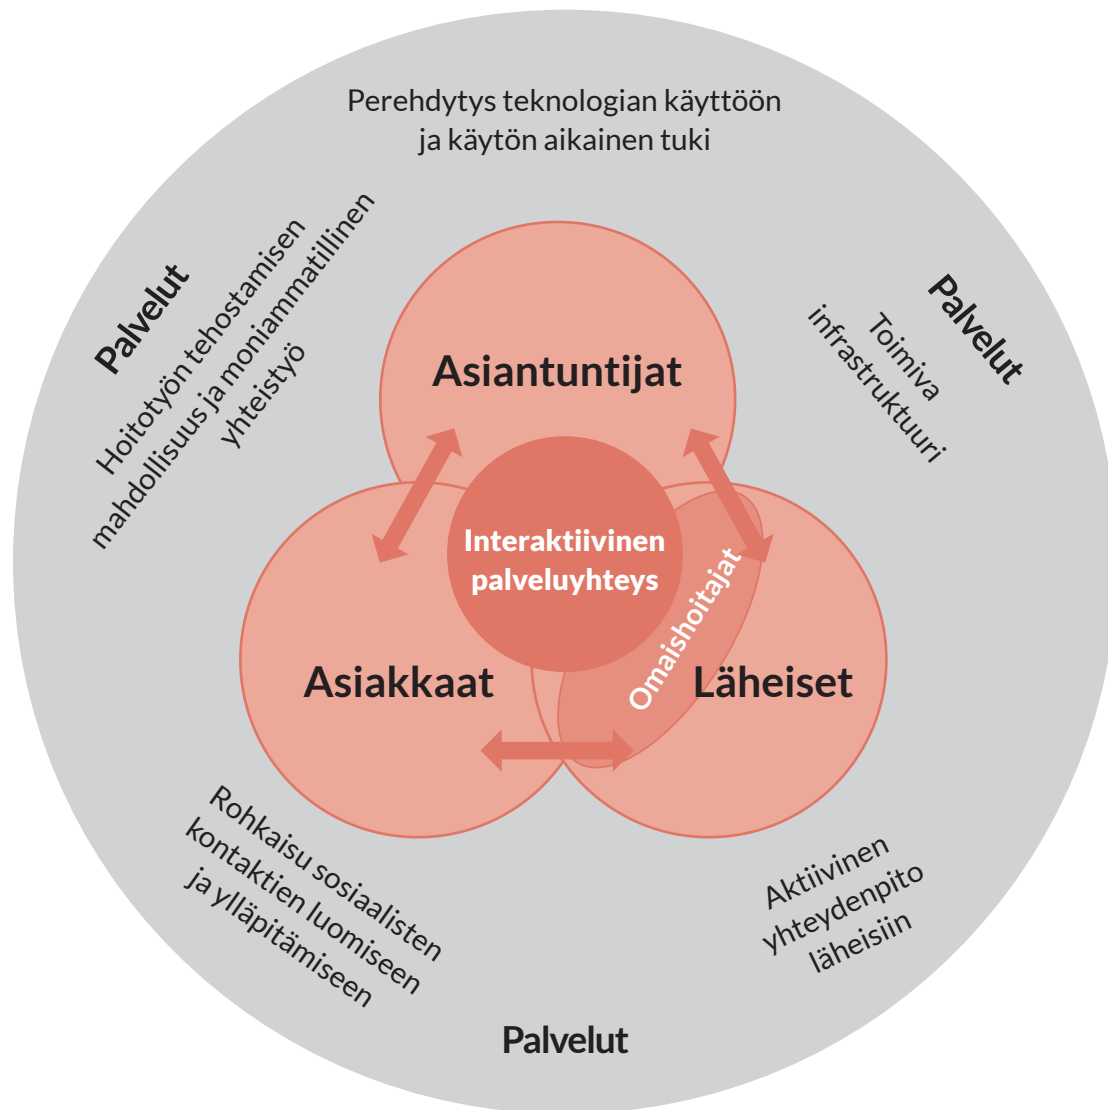 Perehdytys teknologian käyttöön
ja käytön aikainen tuki
Palvelut
Hoitotyön tehostamisen
mahdollisuus ja moniammatillinen
yhteistyö
Palvelut
Toimiva
infrastruktuuri
Asiantuntijat
Interaktiivinen
palveluyhteys
Omaishoitajat
Asiakkaat
Läheiset
Rohkaisu sosiaalisten
kontaktien luomiseen
ja ylläpitämiseen
Aktiivinen
yhteydenpito
läheisiin
Palvelut